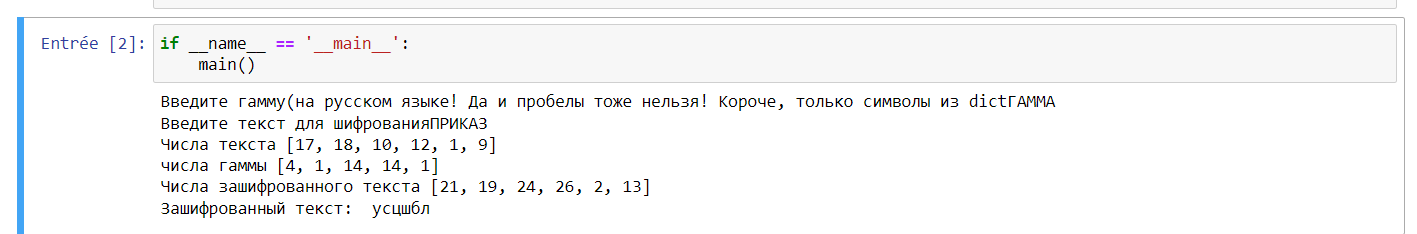 Entrée [2]: if __name__ == '__main__':
main()
Введите гамму(на русском языке! Да и пробелы тоже нельзя! Короче, только символы из dictГАММА
Введите текст для шифрованияПРИКАЗ
Числа текста [17, 18, 10, 12, 1, 9]
числа гаммы [4, 1, 14, 14, 1]
Числа зашифрованного текста [21, 19, 24, 26, 2, 13]
Зашифрованный текст:  усцшбл